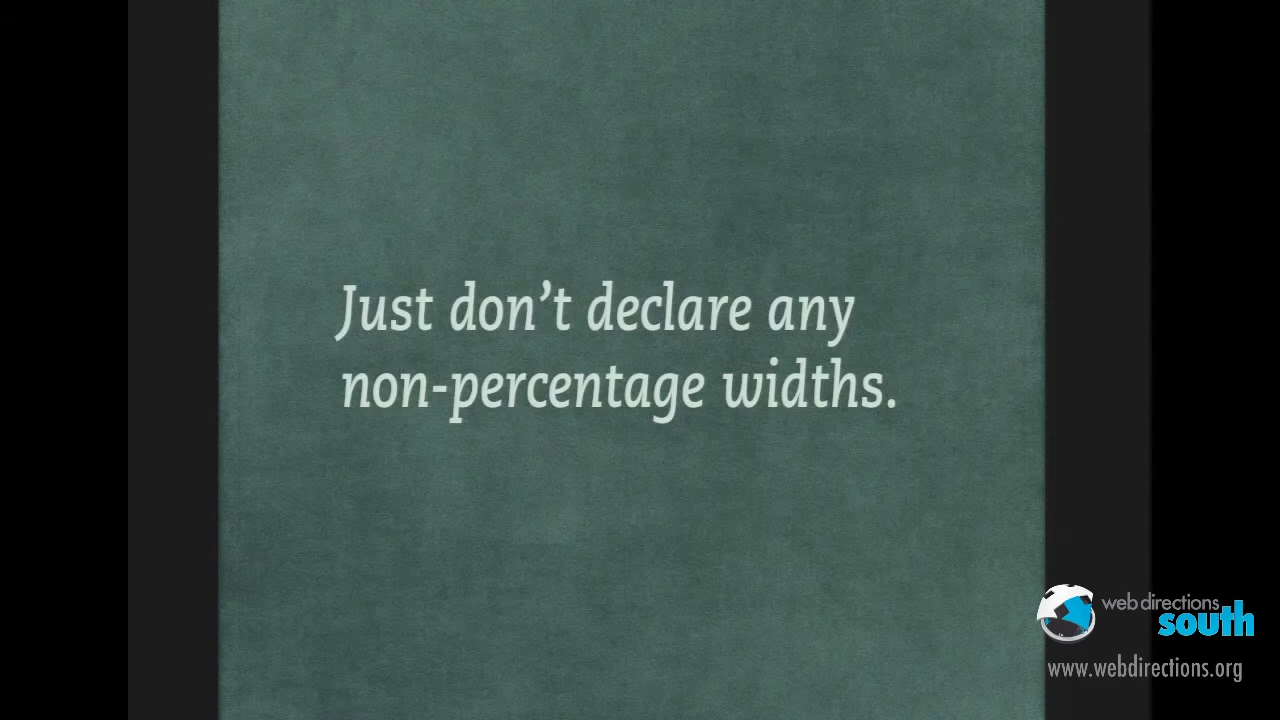 Just don’t declare any
non-percentage widths.
web directions
south
www.webdirections.org